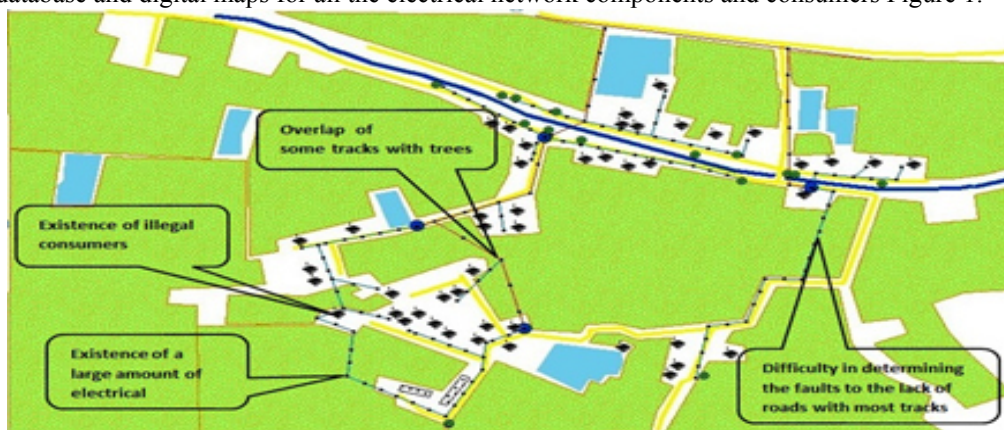 database and digital maps for all the electrical network components and consumers Figure 1.
Overlap of
some tracks with trees
Existence of illegal
consumers
Existence of a
large amount of
electrical
Difficulty in determining
the faults to the lack of
roads with most tracks